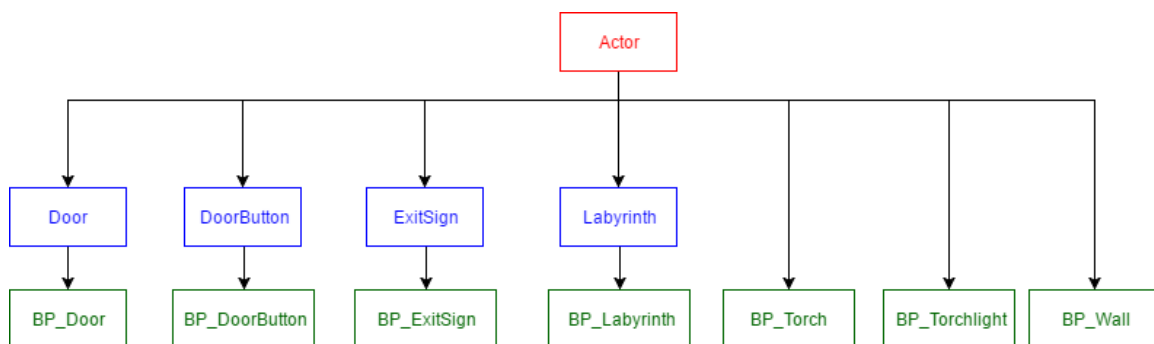 Actor
Door
DoorButton
ExitSign
Labyrinth
BP_Door
BP_DoorButton
BP_ExitSign
BP_Labyrinth
BP_Torch
BP_Torchlight
BP_Wall